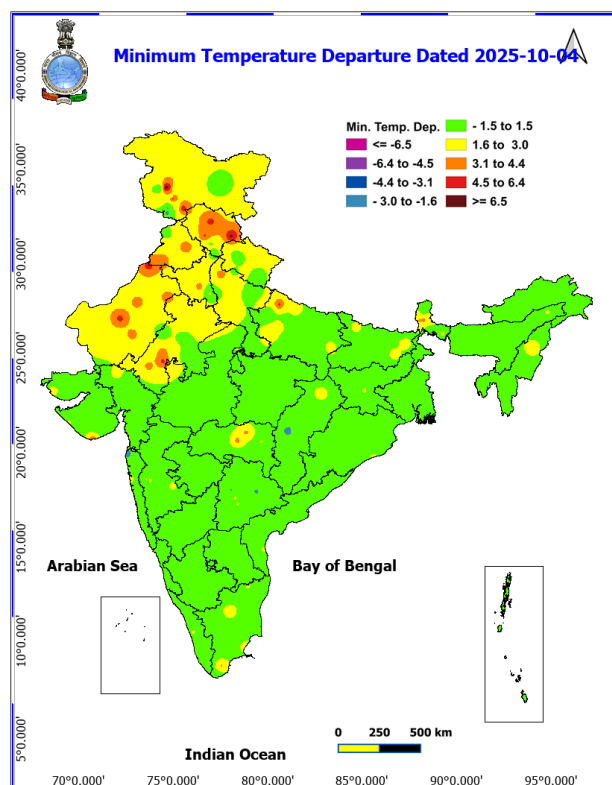 Minimum Temperature Departure Dated 2025-10-04
Min. Temp. Dep.
<= -6.5
-6.4 to -4.5
-4.4 to -3.1
- 3.0 to -1.6
- 1.5 to 1.5
1.6 to 3.0
3.1 to 4.4
4.5 to 6.4
>= 6.5
40°0.000'
35°0.000'
30°0.000'
25°0.000'
20°0.000'
15°0.000'
10°0.000'
5°0.000'
Arabian Sea
Bay of Bengal
Indian Ocean
0 250 500 km
70°0.000' 75°0.000' 80°0.000' 85°0.000' 90°0.000' 95°0.000'